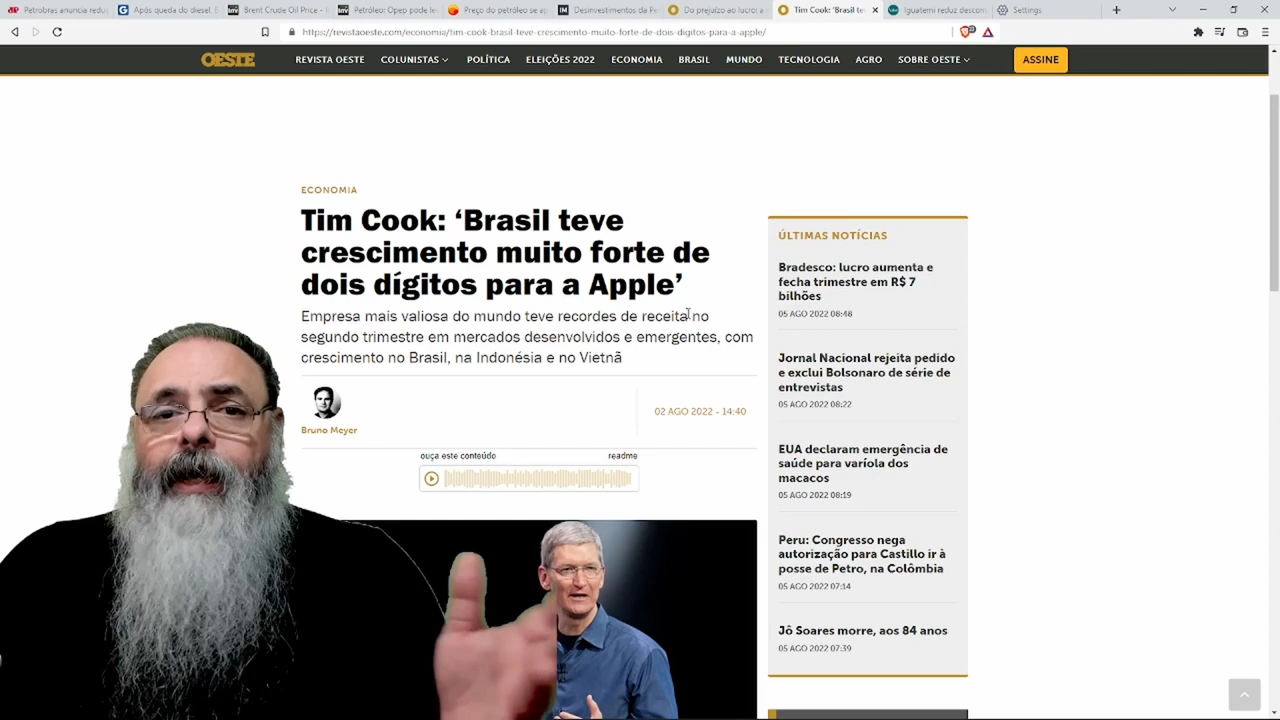 Petrobras anuncia reduç
Após queda do diesel, E
Brent Crude Oil Price -
Petróleo: Opep pode le
Preço do petróleo se ap
Desinvestimentos da Pe
Do prejuízo ao lucro: a
Tim Cook: 'Brasil teve
Iguatemi reduz descom
Settings
https://revistaoeste.com/economia/tim-cook-brasil-teve-crescimento-muito-forte-de-dois-digitos-para-a-apple/
OESTE
REVISTA OESTE
COLUNISTAS
POLÍTICA
ELEIÇÕES 2022
ECONOMIA
BRASIL
MUNDO
TECNOLOGIA
AGRO
SOBRE OESTE
ASSINE
ECONOMIA
Tim Cook: ‘Brasil teve
crescimento muito forte de
dois dígitos para a Apple’
Empresa mais valiosa do mundo teve recordes de receita no
segundo trimestre em mercados desenvolvidos e emergentes, com
crescimento no Brasil, na Indonésia e no Vietnã
Bruno Meyer
02 AGO 2022 - 14:40
ouça este conteúdo
readme
ÚLTIMAS NOTÍCIAS
Bradesco: lucro aumenta e
fecha trimestre em R$ 7
bilhões
05 AGO 2022 08:48
Jornal Nacional rejeita pedido
e exclui Bolsonaro de série de
entrevistas
05 AGO 2022 08:22
EUA declaram emergência de
saúde para varíola dos
macacos
05 AGO 2022 08:19
Peru: Congresso nega
autorização para Castillo ir à
posse de Petro, na Colômbia
05 AGO 2022 07:14
Jô Soares morre, aos 84 anos
05 AGO 2022 07:39